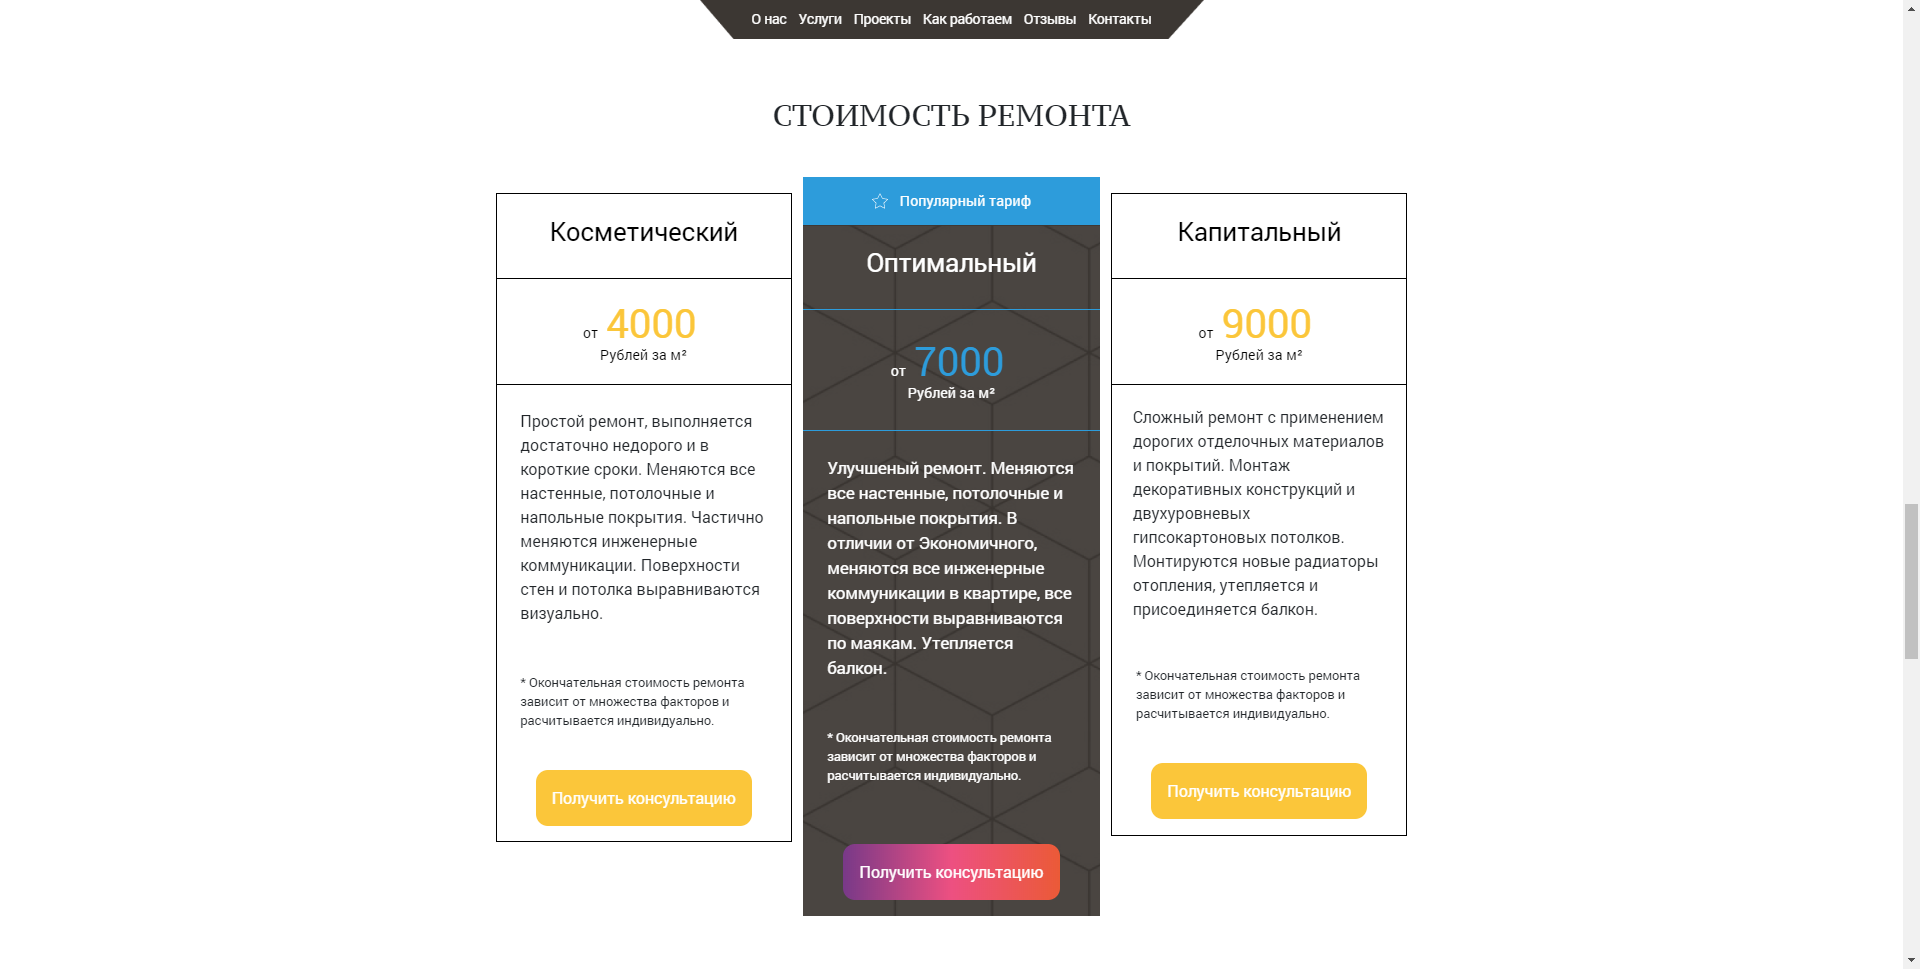 О нас Услуги Проекты Как работаем Отзывы Контакты
СТОИМОСТЬ РЕМОНТА
Косметический
от 4000
Рублей за м²
Простой ремонт, выполняется
достаточно недорого и в
короткие сроки. Меняются все
настенные, потолочные и
напольные покрытия. Частично
меняются инженерные
коммуникации. Поверхности
стен и потолка выравниваются
визуально.
* Окончательная стоимость ремонта
зависит от множества факторов и
расчитывается индивидуально.
Получить консультацию
Популярный тариф
Оптимальный
от 7000
Рублей за м²
Улучшеный ремонт. Меняются
все настенные, потолочные и
напольные покрытия. В
отличии от Экономичного,
меняются все инженерные
коммуникации в квартире, все
поверхности выравниваются
по маякам. Утепляется
балкон.
* Окончательная стоимость ремонта
зависит от множества факторов и
расчитывается индивидуально.
Получить консультацию
Капитальный
от 9000
Рублей за м²
Сложный ремонт с применением
дорогих отделочных материалов
и покрытий. Монтаж
декоративных конструкций и
двухуровневых
гипсокартоновых потолков.
Монтируются новые радиаторы
отопления, утепляется и
присоединяется балкон.
* Окончательная стоимость ремонта
зависит от множества факторов и
расчитывается индивидуально.
Получить консультацию